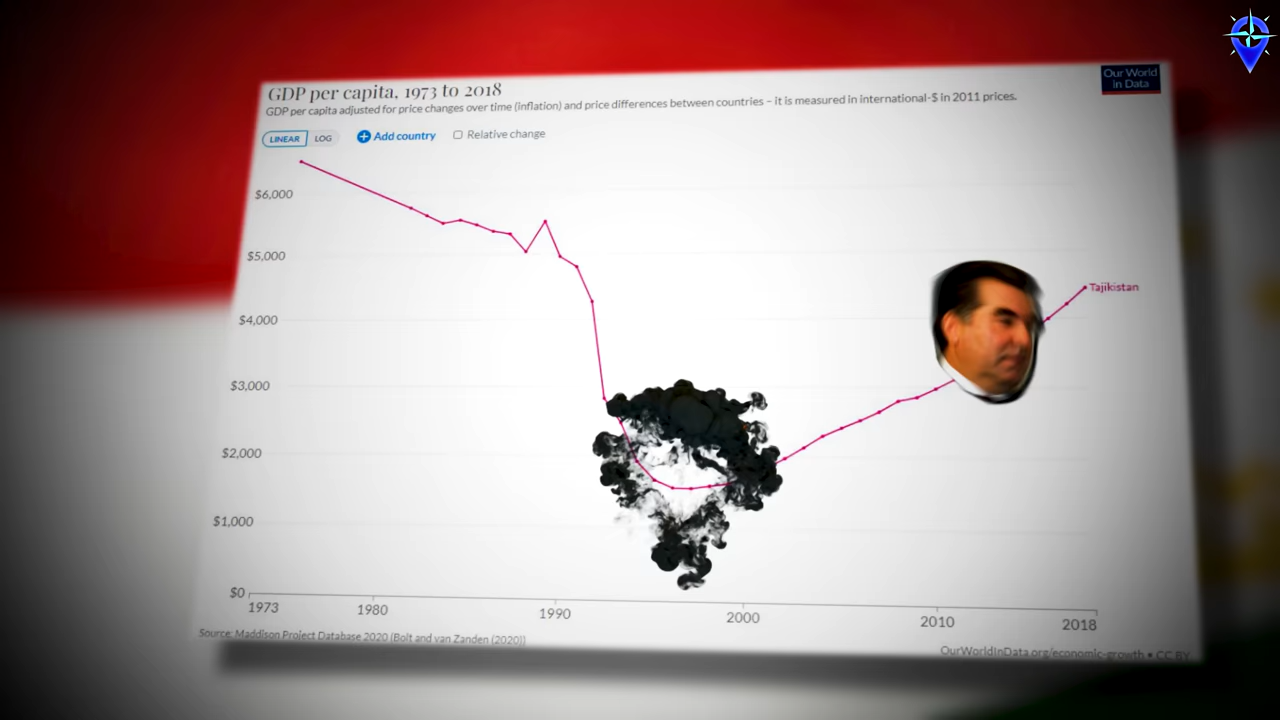 GDP per capita, 1973 to 2018
Our World
in Data
GDP per capita adjusted for price changes over time (inflation) and price differences between countries – it is measured in international-$ in 2011 prices.
LINEAR LOG Add country Relative change
$6,000
$5,000
$4,000
$3,000
$2,000
$1,000
$0
Tajikistan
1973 1980 1990 2000 2010 2018
Source: Maddison Project Database 2020 (Bolt and van Zanden (2020))
OurWorldInData.org/economic-growth • CC BY